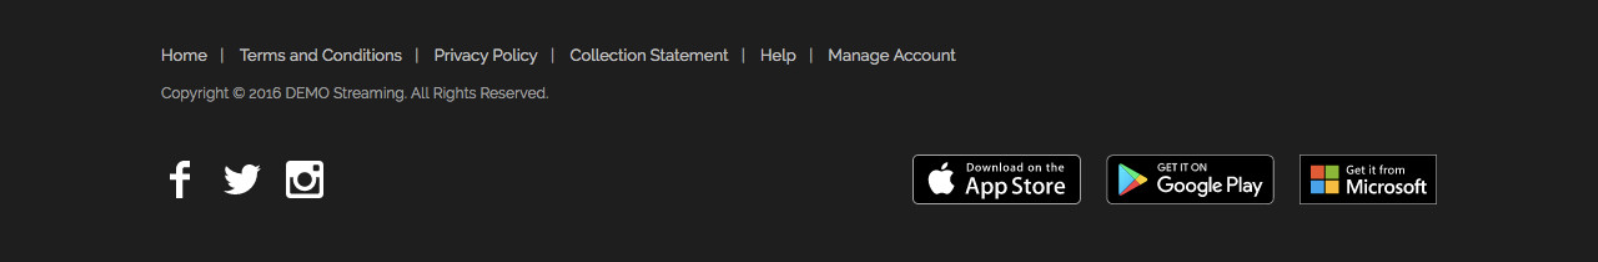 Home | Terms and Conditions | Privacy Policy | Collection Statement | Help | Manage Account
Copyright © 2016 DEMO Streaming. All Rights Reserved.
Download on the
App Store
GET IT ON
Google Play
Get it from
Microsoft